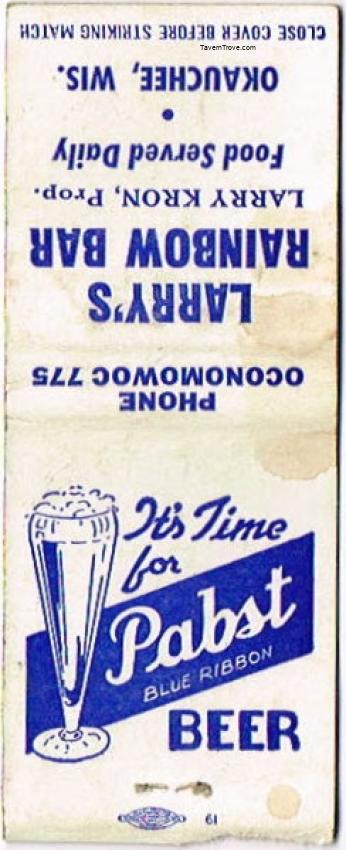 CLOSE COVER BEFORE STRIKING MATCH
TavernTrove.com
OKAUCHEE, WIS.
•
Food Served Daily
LARRY KRON, Prop.
LARRY'S
RAINBOW BAR
PHONE
OCONOMOWOC 775
It's Time
for
Pabst
BLUE RIBBON
BEER
61